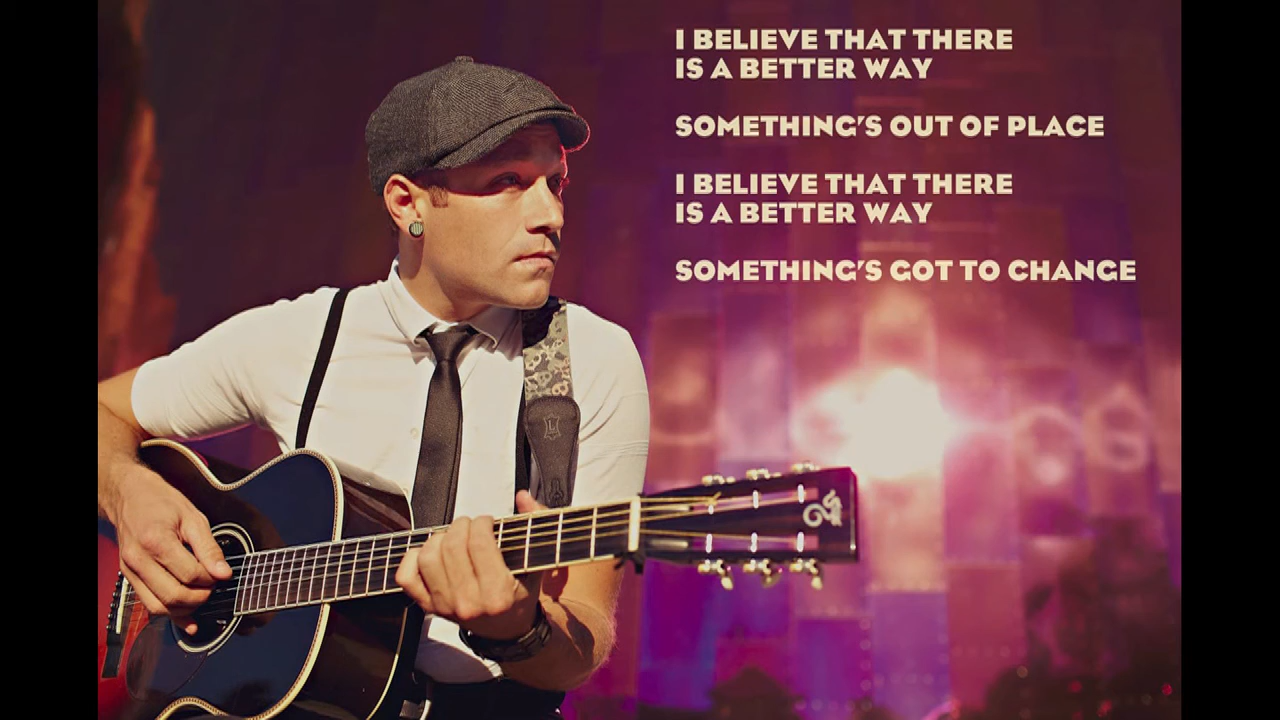 I BELIEVE THAT THERE
IS A BETTER WAY
SOMETHING'S OUT OF PLACE
I BELIEVE THAT THERE
IS A BETTER WAY
SOMETHING'S GOT TO CHANGE